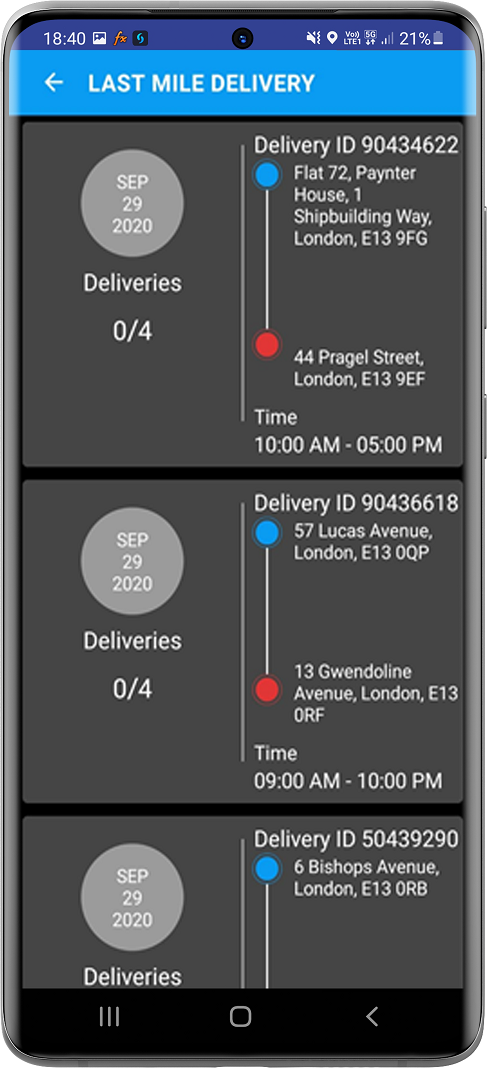 18:40 fx Vo)) LTE1 5G 21%
LAST MILE DELIVERY
SEP
29
2020
Deliveries
0/4
Delivery ID 90434622
Flat 72, Paynter
House, 1
Shipbuilding Way,
London, E13 9FG
44 Pragel Street,
London, E13 9EF
Time
10:00 AM - 05:00 PM
SEP
29
2020
Deliveries
0/4
Delivery ID 90436618
57 Lucas Avenue,
London, E13 0QP
13 Gwendoline
Avenue, London, E13
0RF
Time
09:00 AM - 10:00 PM
SEP
29
2020
Deliveries
Delivery ID 50439290
6 Bishops Avenue,
London, E13 0RB